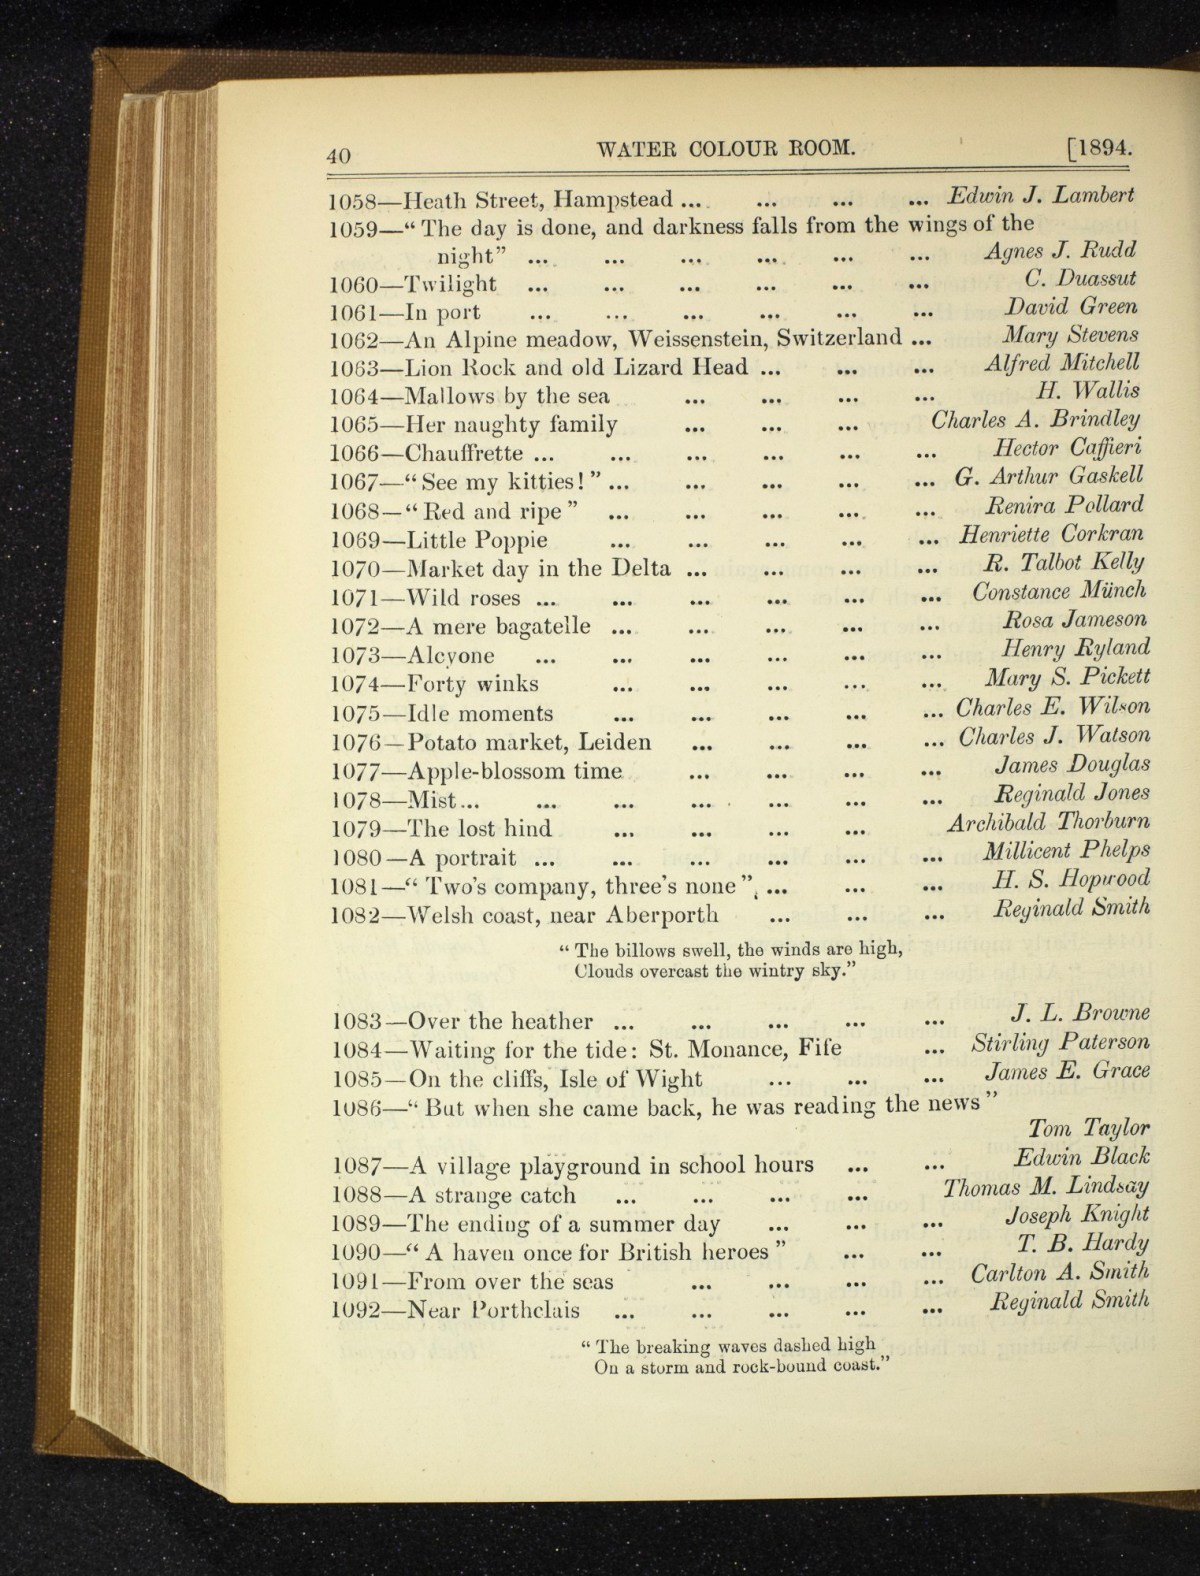 40 WATER COLOUR ROOM. [1894.
1058—Heath Street, Hampstead ... ... ... ... Edwin J. Lambert
1059—“ The day is done, and darkness falls from the wings of the
night” ... ... ... ... ... ... Agnes J. Rudd
1060—Twilight ... ... ... ... ... ... C. Duassut
1061—In port ... ... ... ... ... ... David Green
1062—An Alpine meadow, Weissenstein, Switzerland ... Mary Stevens
1063—Lion Rock and old Lizard Head ... ... ... Alfred Mitchell
1064—Mallows by the sea ... ... ... ... H. Wallis
1065—Her naughty family ... ... ... Charles A. Brindley
1066—Chauffrette ... ... ... ... ... ... Hector Caffieri
1067—“ See my kitties! ” ... ... ... ... ... G. Arthur Gaskell
1068—“ Red and ripe ” ... ... ... ... ... Renira Pollard
1069—Little Poppie ... ... ... ... ... Henriette Corkran
1070—Market day in the Delta ... ... ... ... R. Talbot Kelly
1071—Wild roses ... ... ... ... ... ... Constance Münch
1072—A mere bagatelle ... ... ... ... ... Rosa Jameson
1073—Alcyone ... ... ... ... ... ... Henry Ryland
1074—Forty winks ... ... ... ... ... Mary S. Pickett
1075—Idle moments ... ... ... ... ... Charles E. Wilson
1076—Potato market, Leiden ... ... ... ... Charles J. Watson
1077—Apple-blossom time ... ... ... ... James Douglas
1078—Mist... ... ... ... ... ... ... Reginald Jones
1079—The lost hind ... ... ... ... Archibald Thorburn
1080—A portrait ... ... ... ... ... ... Millicent Phelps
1081—“ Two’s company, three’s none ” ... ... ... H. S. Hopwood
1082—Welsh coast, near Aberporth ... ... ... Reginald Smith
“ The billows swell, the winds are high,
Clouds overcast the wintry sky.”
1083—Over the heather ... ... ... ... ... J. L. Browne
1084—Waiting for the tide: St. Monance, Fife ... Stirling Paterson
1085—On the cliffs, Isle of Wight ... ... ... James E. Grace
1086—“ But when she came back, he was reading the news ”
Tom Taylor
1087—A village playground in school hours ... ... Edwin Black
1088—A strange catch ... ... ... ... Thomas M. Lindsay
1089—The ending of a summer day ... ... ... Joseph Knight
1090—“ A haven once for British heroes ” ... ... T. B. Hardy
1091—From over the seas ... ... ... ... Carlton A. Smith
1092—Near Porthclais ... ... ... ... ... Reginald Smith
“ The breaking waves dashed high
On a storm and rock-bound coast.”